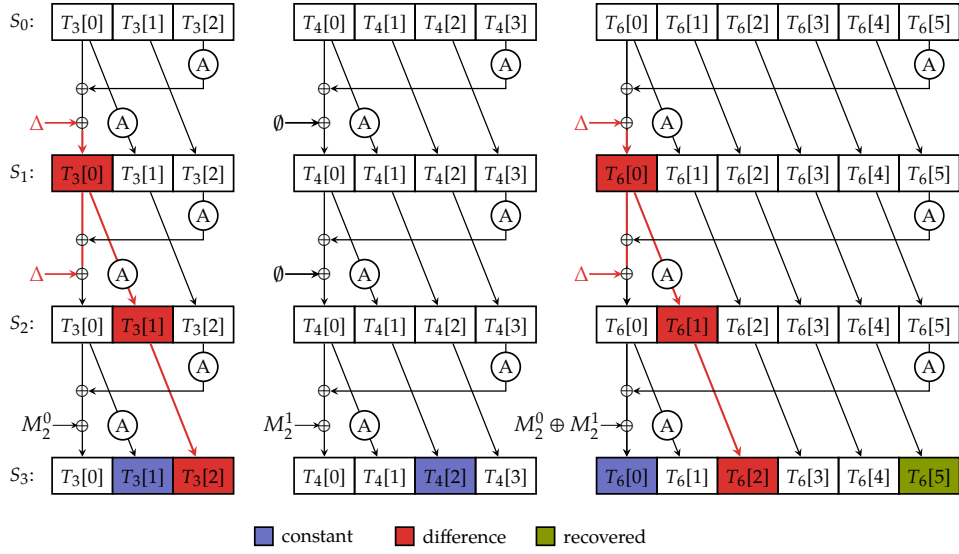 S₀: T₃[0] T₃[1] T₃[2] T₄[0] T₄[1] T₄[2] T₄[3] T₆[0] T₆[1] T₆[2] T₆[3] T₆[4] T₆[5]
A A A
Δ A ∅ A Δ A
S₁: T₃[0] T₃[1] T₃[2] T₄[0] T₄[1] T₄[2] T₄[3] T₆[0] T₆[1] T₆[2] T₆[3] T₆[4] T₆[5]
A A A
Δ A ∅ A Δ A
S₂: T₃[0] T₃[1] T₃[2] T₄[0] T₄[1] T₄[2] T₄[3] T₆[0] T₆[1] T₆[2] T₆[3] T₆[4] T₆[5]
A A A
M₂⁰ A M₂¹ A M₂⁰ ⊕ M₂¹ A
S₃: T₃[0] T₃[1] T₃[2] T₄[0] T₄[1] T₄[2] T₄[3] T₆[0] T₆[1] T₆[2] T₆[3] T₆[4] T₆[5]
constant difference recovered